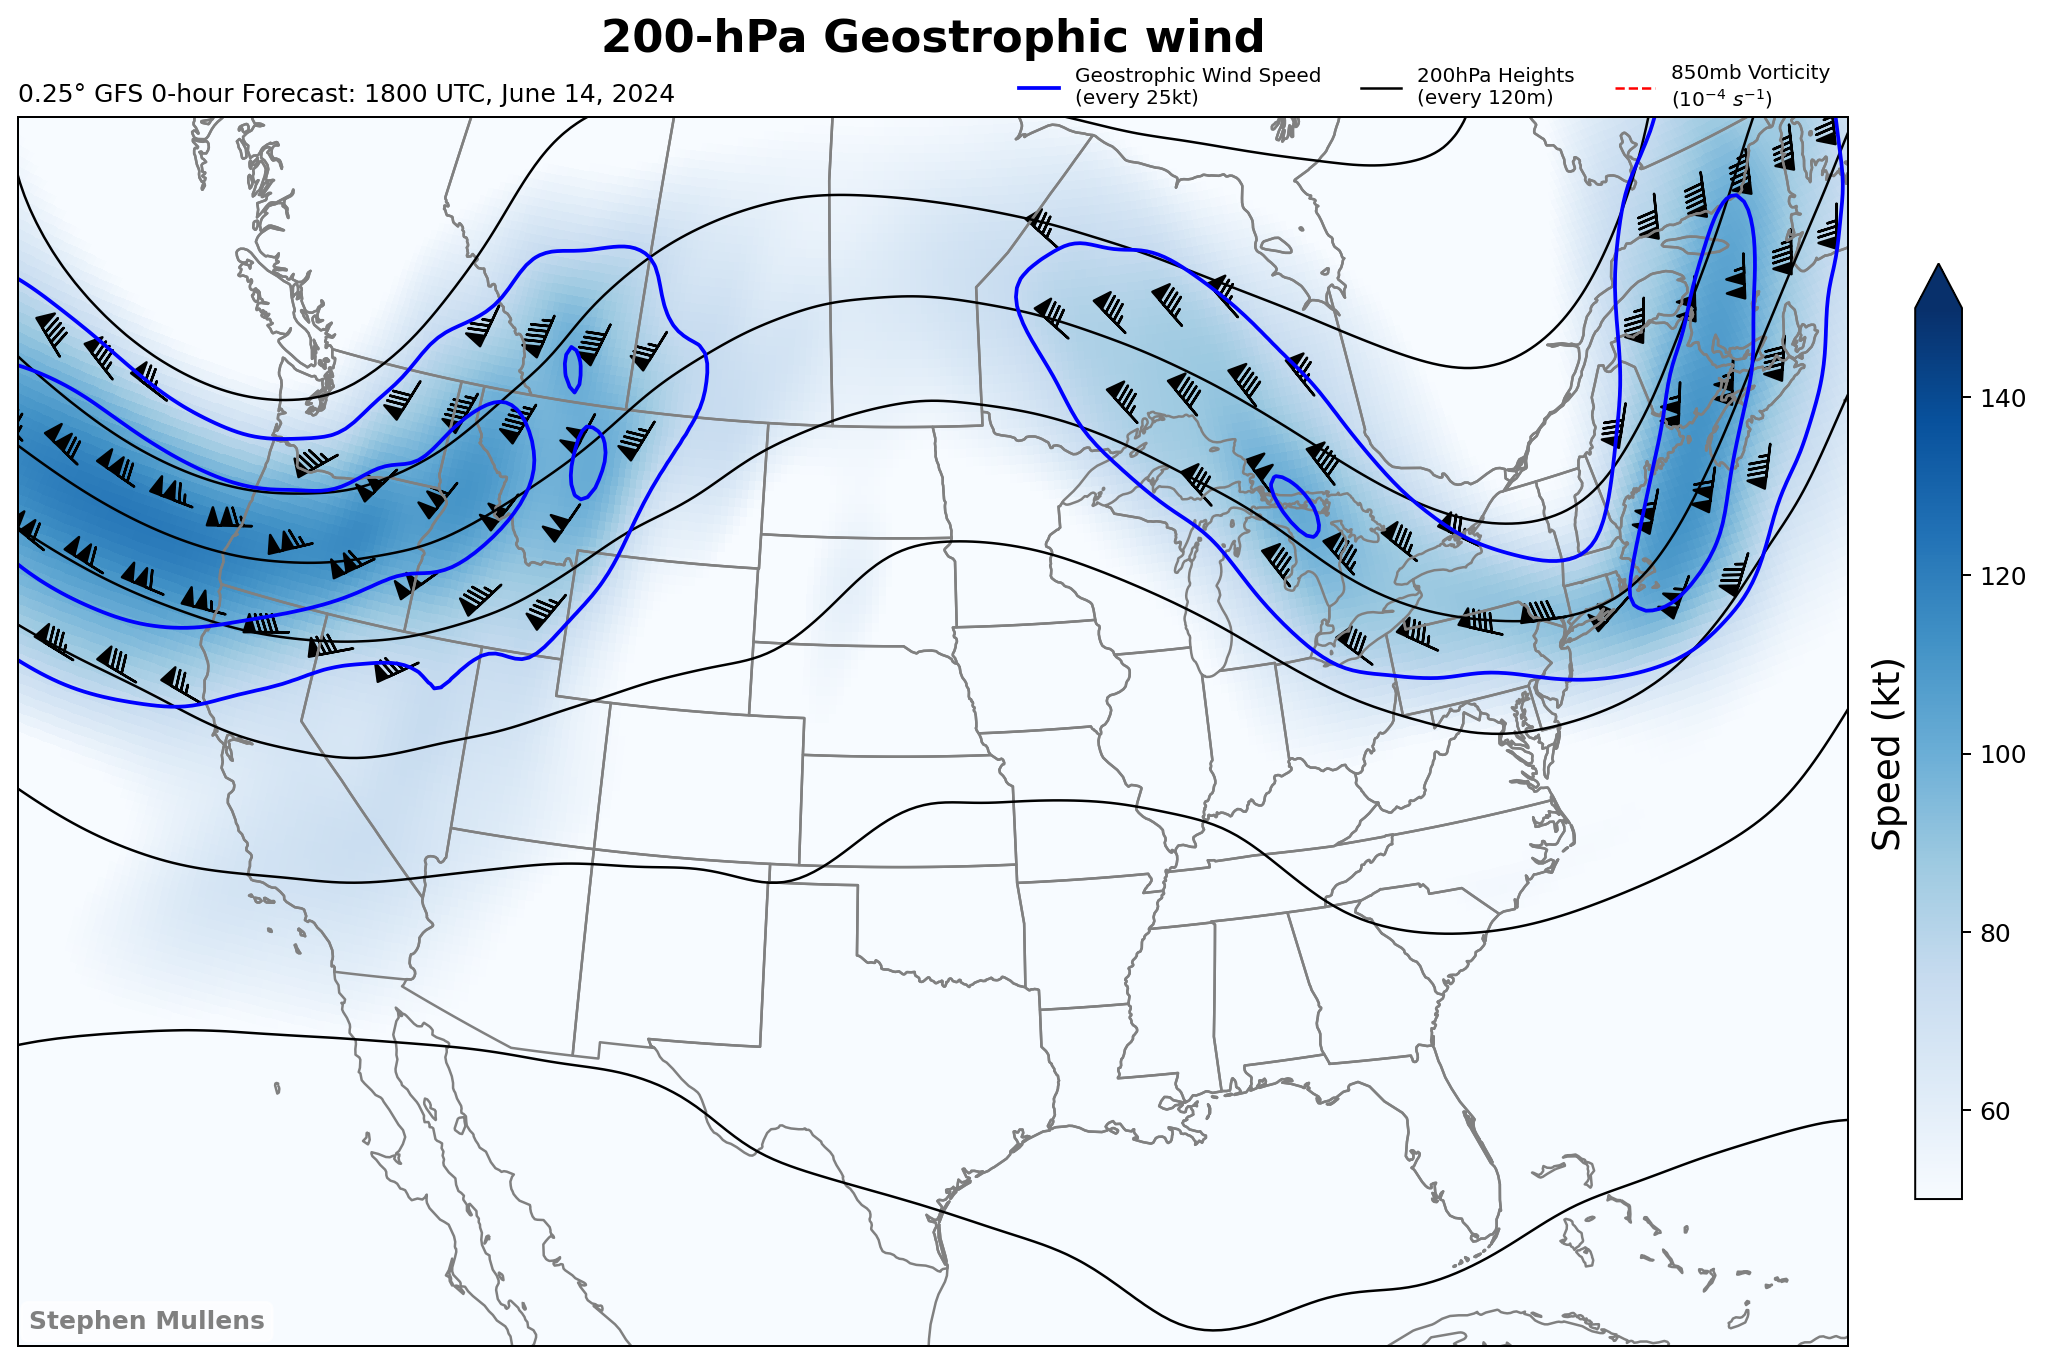 200-hPa Geostrophic wind
0.25° GFS 0-hour Forecast: 1800 UTC, June 14, 2024
Geostrophic Wind Speed
(every 25kt)
200hPa Heights
(every 120m)
850mb Vorticity
(10⁻⁴ s⁻¹)
140
120
100
80
60
Speed (kt)
Stephen Mullens